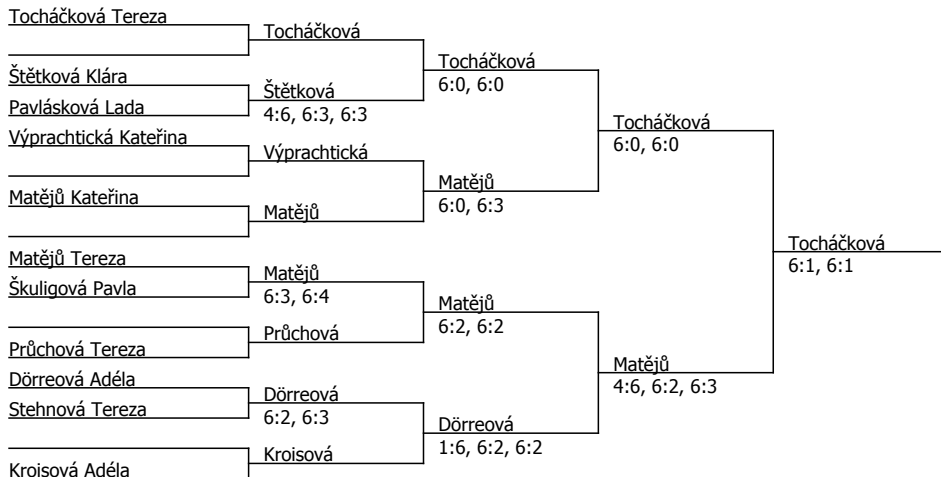 Tocháčková Tereza
Tocháčková
Tocháčková
6:0, 6:0
Štětková Klára
Štětková
Pavlásková Lada
4:6, 6:3, 6:3
Tocháčková
6:0, 6:0
Výprachtická Kateřina
Výprachtická
Matějů
6:0, 6:3
Matějů Kateřina
Matějů
Tocháčková
6:1, 6:1
Matějů Tereza
Matějů
Škuligová Pavla
6:3, 6:4
Matějů
6:2, 6:2
Průchová
Průchová Tereza
Matějů
4:6, 6:2, 6:3
Dörreová Adéla
Dörreová
Stehnová Tereza
6:2, 6:3
Dörreová
1:6, 6:2, 6:2
Kroisová
Kroisová Adéla